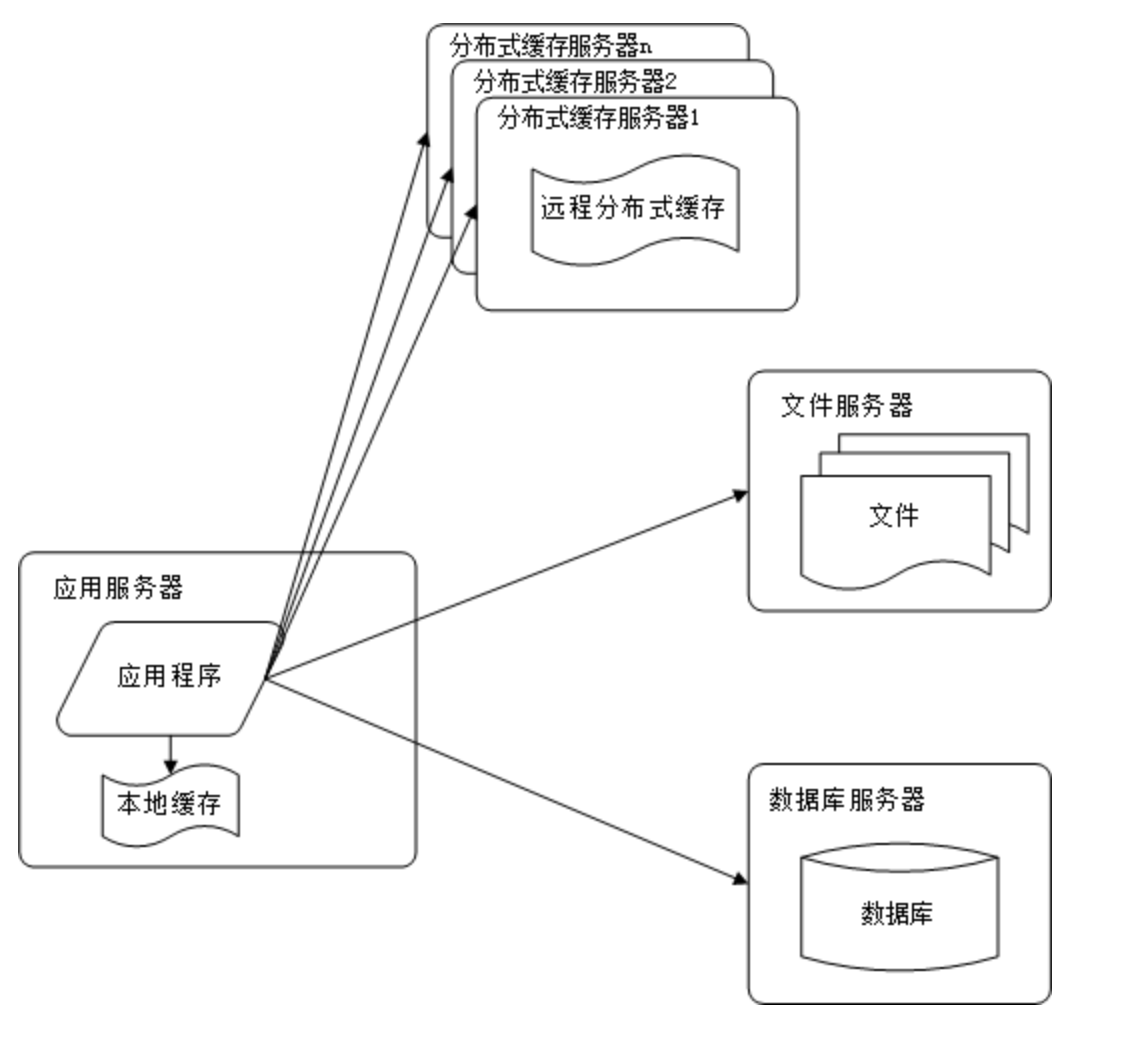 分布式缓存服务器n
分布式缓存服务器2
分布式缓存服务器1
远程分布式缓存
文件服务器
文件
应用服务器
应用程序
本地缓存
数据库服务器
数据库